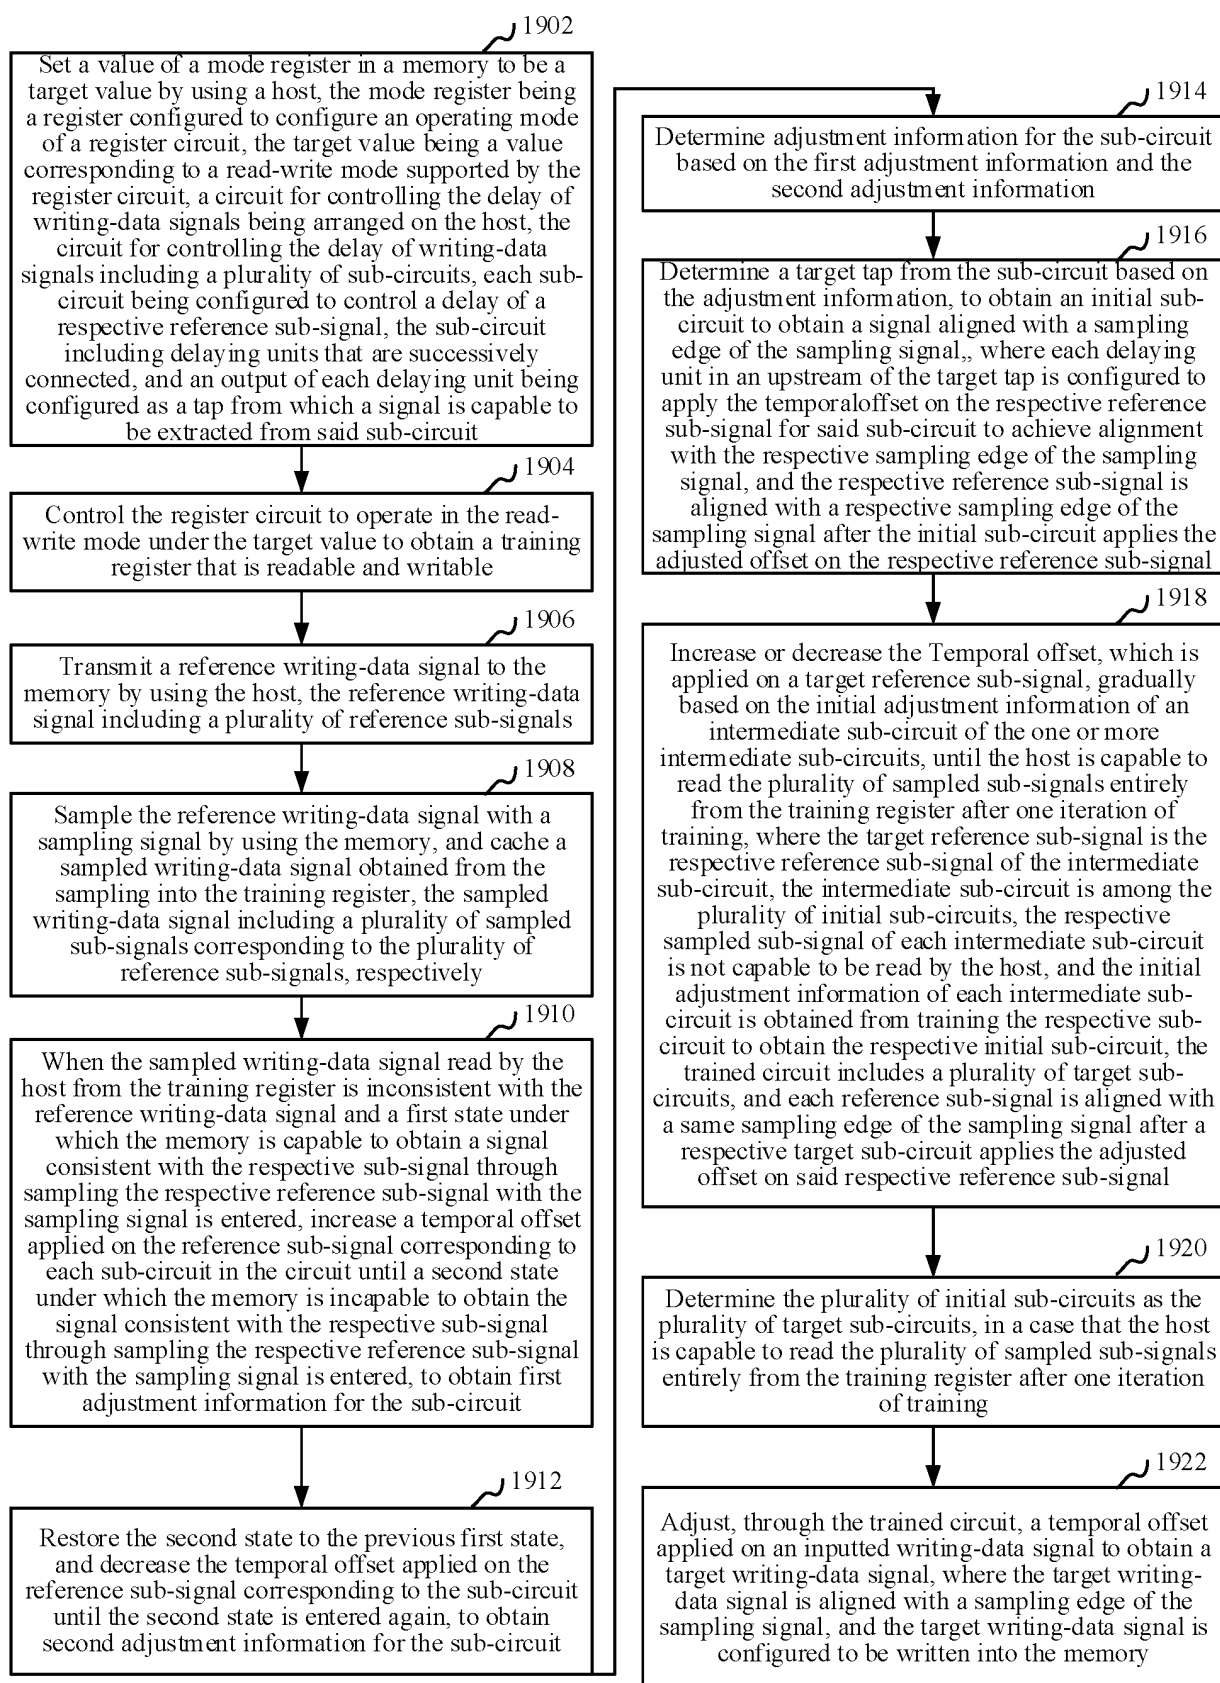 1902
Set a value of a mode register in a memory to be a
target value by using a host, the mode register being
a register configured to configure an operating mode
of a register circuit, the target value being a value
corresponding to a read-write mode supported by the
register circuit, a circuit for controlling the delay of
writing-data signals being arranged on the host, the
circuit for controlling the delay of writing-data
signals including a plurality of sub-circuits, each sub-
circuit being configured to control a delay of a
respective reference sub-signal, the sub-circuit
including delaying units that are successively
connected, and an output of each delaying unit being
configured as a tap from which a signal is capable to
be extracted from said sub-circuit
1904
Control the register circuit to operate in the read-
write mode under the target value to obtain a training
register that is readable and writable
1906
Transmit a reference writing-data signal to the
memory by using the host, the reference writing-data
signal including a plurality of reference sub-signals
1908
Sample the reference writing-data signal with a
sampling signal by using the memory, and cache a
sampled writing-data signal obtained from the
sampling into the training register, the sampled
writing-data signal including a plurality of sampled
sub-signals corresponding to the plurality of
reference sub-signals, respectively
1910
When the sampled writing-data signal read by the
host from the training register is inconsistent with the
reference writing-data signal and a first state under
which the memory is capable to obtain a signal
consistent with the respective sub-signal through
sampling the respective reference sub-signal with the
sampling signal is entered, increase a temporal offset
applied on the reference sub-signal corresponding to
each sub-circuit in the circuit until a second state
under which the memory is incapable to obtain the
signal consistent with the respective sub-signal
through sampling the respective reference sub-signal
with the sampling signal is entered, to obtain first
adjustment information for the sub-circuit
1912
Restore the second state to the previous first state,
and decrease the temporal offset applied on the
reference sub-signal corresponding to the sub-circuit
until the second state is entered again, to obtain
second adjustment information for the sub-circuit
1914
Determine adjustment information for the sub-circuit
based on the first adjustment information and the
second adjustment information
1916
Determine a target tap from the sub-circuit based on
the adjustment information, to obtain an initial sub-
circuit to obtain a signal aligned with a sampling
edge of the sampling signal,, where each delaying
unit in an upstream of the target tap is configured to
apply the temporaloffset on the respective reference
sub-signal for said sub-circuit to achieve alignment
with the respective sampling edge of the sampling
signal, and the respective reference sub-signal is
aligned with a respective sampling edge of the
sampling signal after the initial sub-circuit applies the
adjusted offset on the respective reference sub-signal
1918
Increase or decrease the Temporal offset, which is
applied on a target reference sub-signal, gradually
based on the initial adjustment information of an
intermediate sub-circuit of the one or more
intermediate sub-circuits, until the host is capable to
read the plurality of sampled sub-signals entirely
from the training register after one iteration of
training, where the target reference sub-signal is the
respective reference sub-signal of the intermediate
sub-circuit, the intermediate sub-circuit is among the
plurality of initial sub-circuits, the respective
sampled sub-signal of each intermediate sub-circuit
is not capable to be read by the host, and the initial
adjustment information of each intermediate sub-
circuit is obtained from training the respective sub-
circuit to obtain the respective initial sub-circuit, the
trained circuit includes a plurality of target sub-
circuits, and each reference sub-signal is aligned with
a same sampling edge of the sampling signal after a
respective target sub-circuit applies the adjusted
offset on said respective reference sub-signal
1920
Determine the plurality of initial sub-circuits as the
plurality of target sub-circuits, in a case that the host
is capable to read the plurality of sampled sub-signals
entirely from the training register after one iteration
of training
1922
Adjust, through the trained circuit, a temporal offset
applied on an inputted writing-data signal to obtain a
target writing-data signal, where the target writing-
data signal is aligned with a sampling edge of the
sampling signal, and the target writing-data signal is
configured to be written into the memory